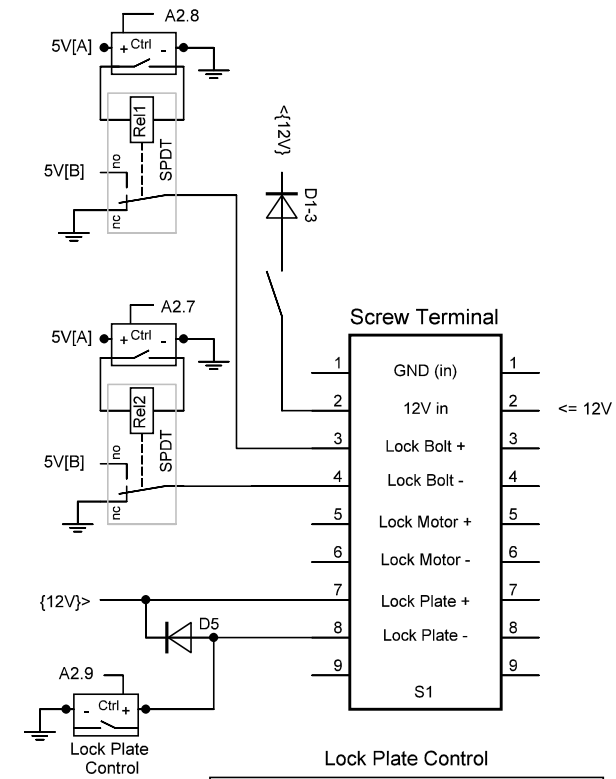 A2.8
5V[A]
+ Ctrl -
Rel1
SPDT
no
5V[B]
nc
<{12V}
D1-3
A2.7
5V[A]
+ Ctrl -
Rel2
SPDT
no
5V[B]
nc
Screw Terminal
1 GND (in) 1
2 12V in 2 <= 12V
3 Lock Bolt + 3
4 Lock Bolt - 4
5 Lock Motor + 5
6 Lock Motor - 6
{12V}> 7 Lock Plate + 7
D5 8 Lock Plate - 8
9 9
S1
A2.9
- Ctrl +
Lock Plate
Control
Lock Plate Control